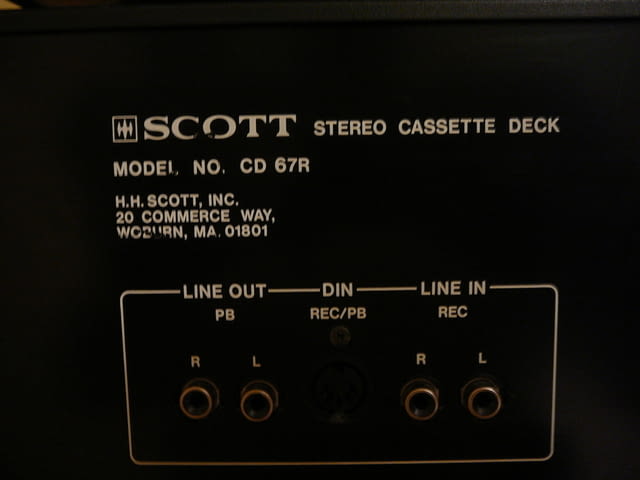 SCOTT STEREO CASSETTE DECK
MODEL NO. CD 67R
H.H. SCOTT, INC.
20 COMMERCE WAY,
WOBURN, MA. 01801
LINE OUT DIN LINE IN
PB REC/PB REC
R L R L